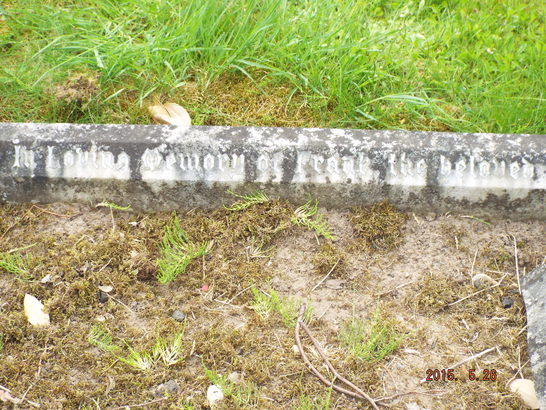 In Loving Memory of Frank, the beloved
2015. 5.28